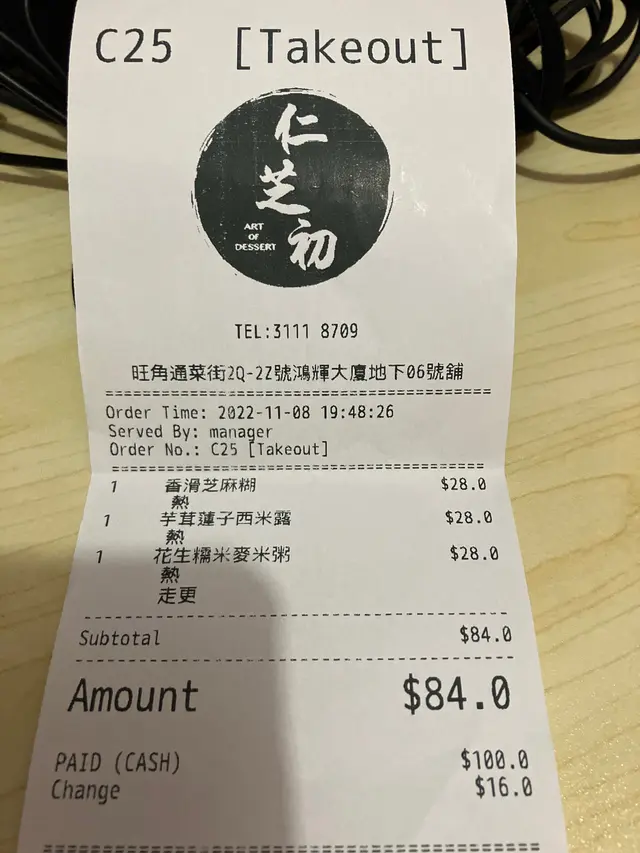 C25 [Takeout]
仁芝初
ART
OF
DESSERT
TEL:3111 8709
旺角通菜街2Q-2Z號鴻輝大廈地下06號舖
Order Time: 2022-11-08 19:48:26
Served By: manager
Order No.: C25 [Takeout]
1 香滑芝麻糊 $28.0
熱
1 芋茸蓮子西米露 $28.0
熱
1 花生糯米麥米粥 $28.0
熱
走更
Subtotal $84.0
Amount $84.0
PAID (CASH) $100.0
Change $16.0